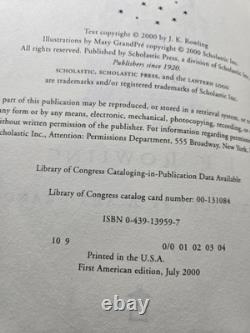 Text copyright © 2000 by J. K. Rowling
Illustrations by Mary GrandPré copyright © 2000 Scholastic Inc.
All rights reserved. Published by Scholastic Press, a division of Scholastic Inc.
Publishers since 1920.
SCHOLASTIC, SCHOLASTIC PRESS, and the LANTERN LOGO
are trademarks and/or registered trademarks of Scholastic Inc.
part of this publication may be reproduced, or stored in a retrieval system, or
or by any means, electronic, mechanical, photocopying, recording, or
without written permission of the publisher. For information regarding
Scholastic Inc., Attention: Permissions Department, 555 Broadway, New York,
Library of Congress Cataloging-in-Publication Data Available
Library of Congress catalog card number: 00-131084
ISBN 0-439-13959-7
10 9 0/0 01 02 03 04
Printed in the U.S.A.
First American edition, July 2000